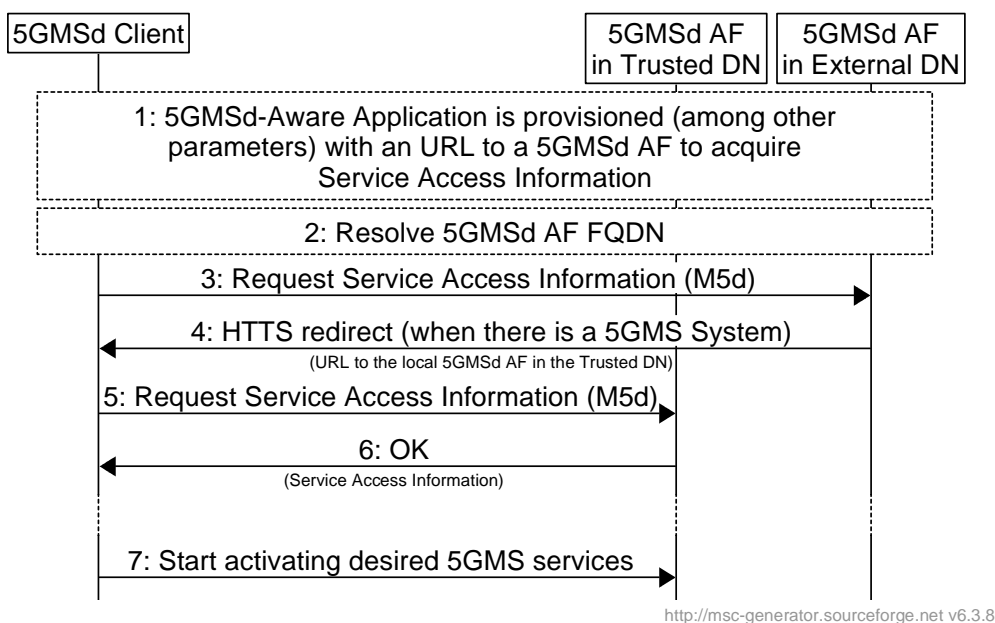 5GMSd Client
5GMSd AF
in Trusted DN
5GMSd AF
in External DN
1: 5GMSd-Aware Application is provisioned (among other
parameters) with an URL to a 5GMSd AF to acquire
Service Access Information
2: Resolve 5GMSd AF FQDN
3: Request Service Access Information (M5d)
4: HTTS redirect (when there is a 5GMS System)
(URL to the local 5GMSd AF in the Trusted DN)
5: Request Service Access Information (M5d)
6: OK
(Service Access Information)
7: Start activating desired 5GMS services
http://msc-generator.sourceforge.net v6.3.8